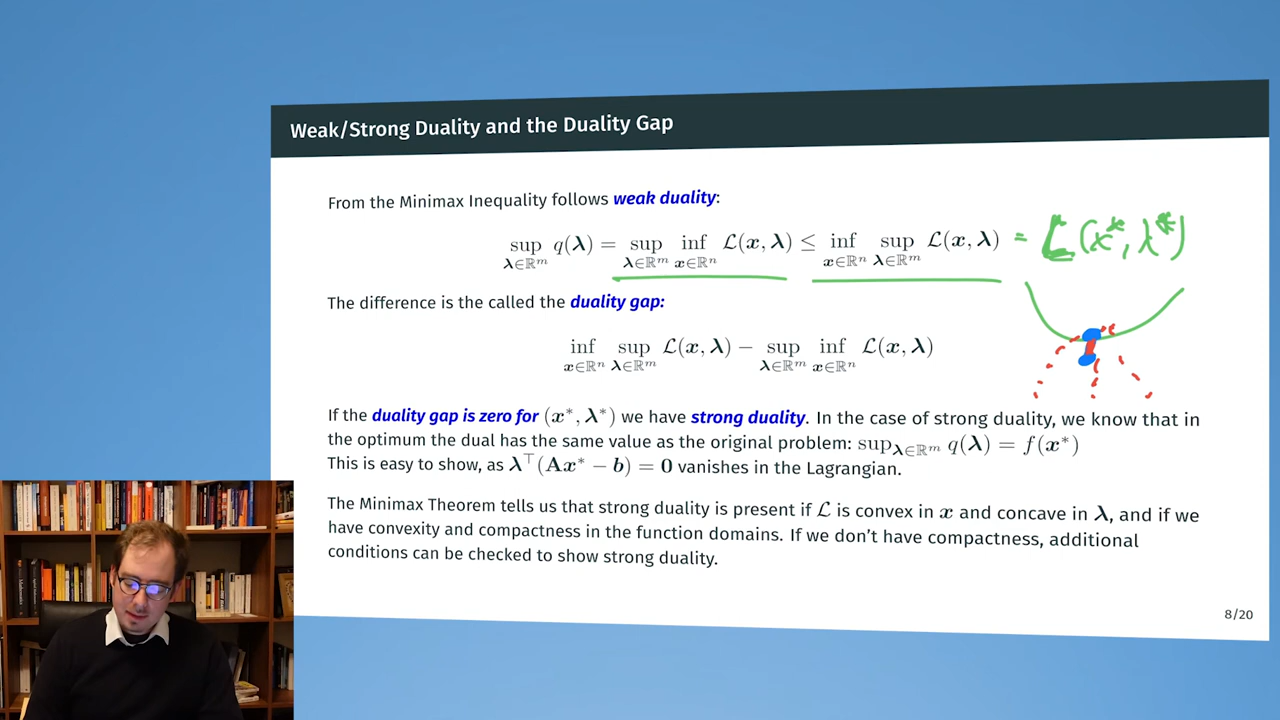 Weak/Strong Duality and the Duality Gap
From the Minimax Inequality follows weak duality:
sup_{λ∈ℝ^m} q(λ) = sup_{λ∈ℝ^m} inf_{x∈ℝ^n} ℒ(x, λ) ≤ inf_{x∈ℝ^n} sup_{λ∈ℝ^m} ℒ(x, λ) = ℒ(x*, λ*)
The difference is the called the duality gap:
inf_{x∈ℝ^n} sup_{λ∈ℝ^m} ℒ(x, λ) − sup_{λ∈ℝ^m} inf_{x∈ℝ^n} ℒ(x, λ)
If the duality gap is zero for (x*, λ*) we have strong duality. In the case of strong duality, we know that in
the optimum the dual has the same value as the original problem: sup_{λ∈ℝ^m} q(λ) = f(x*)
This is easy to show, as λ^⊤(Ax* − b) = 0 vanishes in the Lagrangian.
The Minimax Theorem tells us that strong duality is present if ℒ is convex in x and concave in λ, and if we
have convexity and compactness in the function domains. If we don't have compactness, additional
conditions can be checked to show strong duality.
8/20